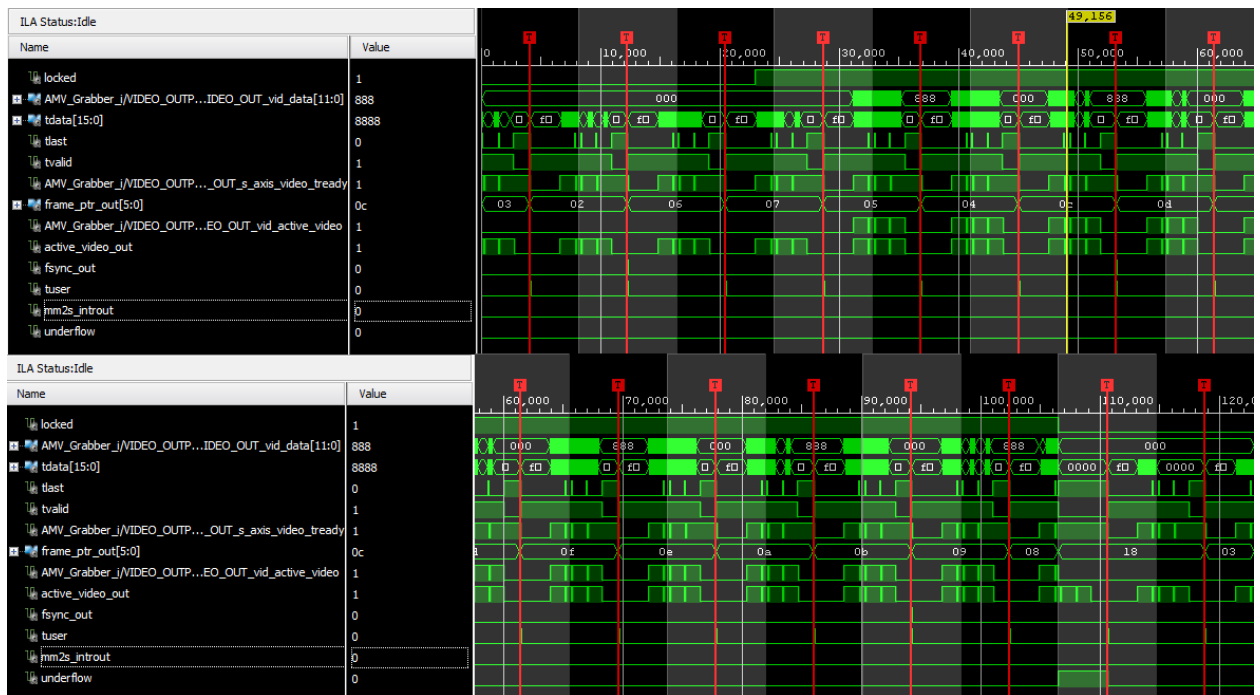 ILA Status:Idle
Name Value
49,156
T T T T T T T
0 10,000 20,000 30,000 40,000 50,000 60,000
locked 1
AMV_Grabber_i/VIDEO_OUTP...IDEO_OUT_vid_data[11:0] 888 000 888 000 888 000
tdata[15:0] 8888
tlast 0
tvalid 1
AMV_Grabber_i/VIDEO_OUTP..._OUT_s_axis_video_tready 1
frame_ptr_out[5:0] 0c 03 02 06 07 05 04 0c 0d
AMV_Grabber_i/VIDEO_OUTP...EO_OUT_vid_active_video 1
active_video_out 1
fsync_out 0
tuser 0
mm2s_introut 0
underflow 0
ILA Status:Idle
Name Value
T T T T T T T T
60,000 70,000 80,000 90,000 100,000 110,000 120,0
locked 1
AMV_Grabber_i/VIDEO_OUTP...IDEO_OUT_vid_data[11:0] 888 000 888 000 888 000 888 000
tdata[15:0] 8888 0000 0000
tlast 0
tvalid 1
AMV_Grabber_i/VIDEO_OUTP..._OUT_s_axis_video_tready 1
frame_ptr_out[5:0] 0c 0f 0e 0a 0b 09 08 18 03
AMV_Grabber_i/VIDEO_OUTP...EO_OUT_vid_active_video 1
active_video_out 1
fsync_out 0
tuser 0
mm2s_introut 0
underflow 0